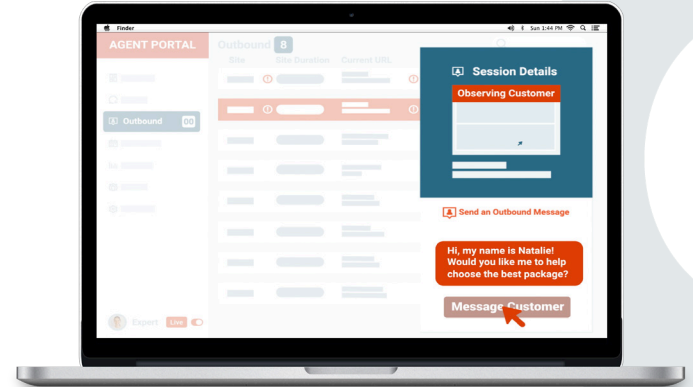 Finder
Sun 1:44 PM
AGENT PORTAL
Outbound 8
Site Site Duration Current URL
Outbound 00
Expert Live
Session Details
Observing Customer
Send an Outbound Message
Hi, my name is Natalie!
Would you like me to help
choose the best package?
Message Customer